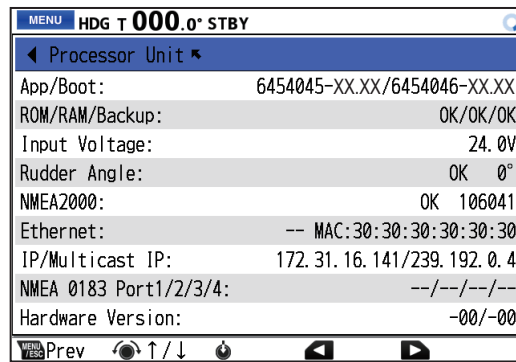 MENU HDG T 000.0° STBY
◀ Processor Unit
App/Boot: 6454045-XX.XX/6454046-XX.XX
ROM/RAM/Backup: OK/OK/OK
Input Voltage: 24.0V
Rudder Angle: OK 0°
NMEA2000: OK 106041
Ethernet: -- MAC:30:30:30:30:30:30
IP/Multicast IP: 172.31.16.141/239.192.0.4
NMEA 0183 Port1/2/3/4: --/--/--/--
Hardware Version: -00/-00
MENU/ESC Prev ↑/↓